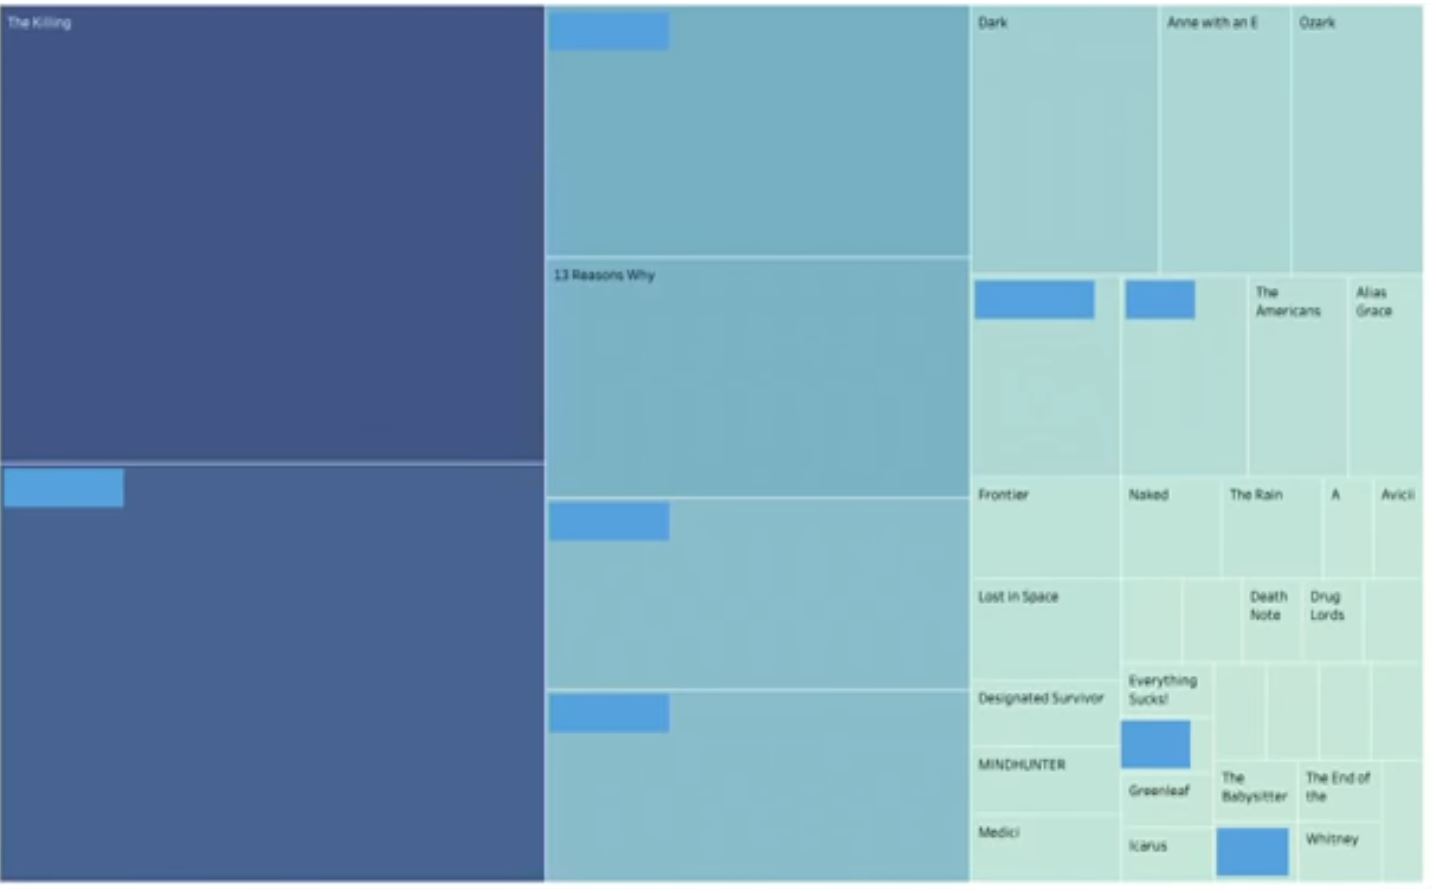 The Killing
13 Reasons Why
Dark
Anne with an E
Ozark
The
Americans
Alias
Grace
Frontier
Naked
The Rain
A
Avicii
Lost in Space
Death
Note
Drug
Lords
Designated Survivor
Everything
Sucks!
MINDHUNTER
Greenleaf
The
Babysitter
The End of
the
Medici
Icarus
Whitney